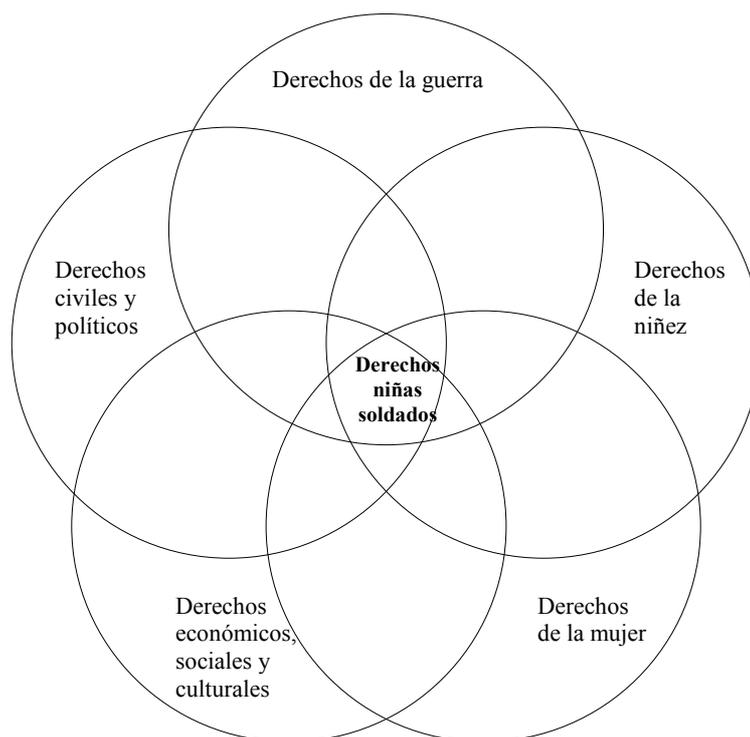 Derechos de la guerra
Derechos
civiles y
políticos
Derechos
de la
niñez
Derechos
niñas
soldados
Derechos
económicos,
sociales y
culturales
Derechos
de la mujer